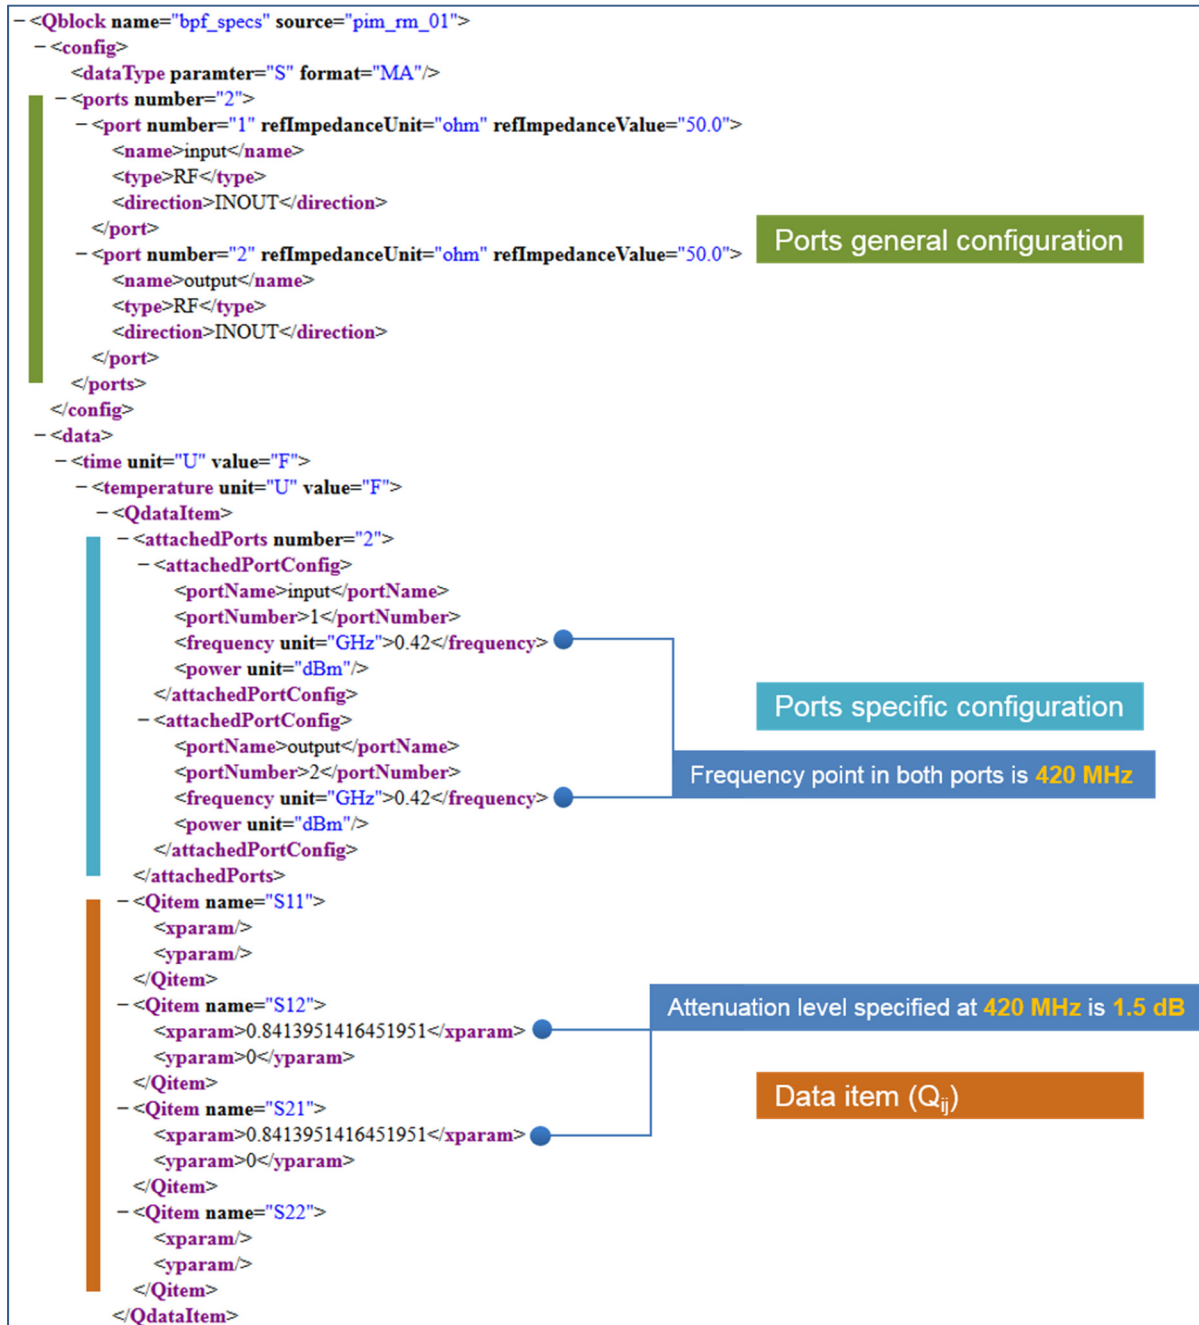 − <Qblock name="bpf_specs" source="pim_rm_01">
− <config>
<dataType paramter="S" format="MA"/>
− <ports number="2">
− <port number="1" refImpedanceUnit="ohm" refImpedanceValue="50.0">
<name>input</name>
<type>RF</type>
<direction>INOUT</direction>
</port>
− <port number="2" refImpedanceUnit="ohm" refImpedanceValue="50.0">
<name>output</name>
<type>RF</type>
<direction>INOUT</direction>
</port>
</ports>
</config>
Ports general configuration
− <data>
− <time unit="U" value="F">
− <temperature unit="U" value="F">
− <QdataItem>
− <attachedPorts number="2">
− <attachedPortConfig>
<portName>input</portName>
<portNumber>1</portNumber>
<frequency unit="GHz">0.42</frequency>
<power unit="dBm"/>
</attachedPortConfig>
− <attachedPortConfig>
<portName>output</portName>
<portNumber>2</portNumber>
<frequency unit="GHz">0.42</frequency>
<power unit="dBm"/>
</attachedPortConfig>
</attachedPorts>
Ports specific configuration
Frequency point in both ports is 420 MHz
− <Qitem name="S11">
<xparam/>
<yparam/>
</Qitem>
− <Qitem name="S12">
<xparam>0.8413951416451951</xparam>
<yparam>0</yparam>
</Qitem>
− <Qitem name="S21">
<xparam>0.8413951416451951</xparam>
<yparam>0</yparam>
</Qitem>
− <Qitem name="S22">
<xparam/>
<yparam/>
</Qitem>
</QdataItem>
Attenuation level specified at 420 MHz is 1.5 dB
Data item (Qij)